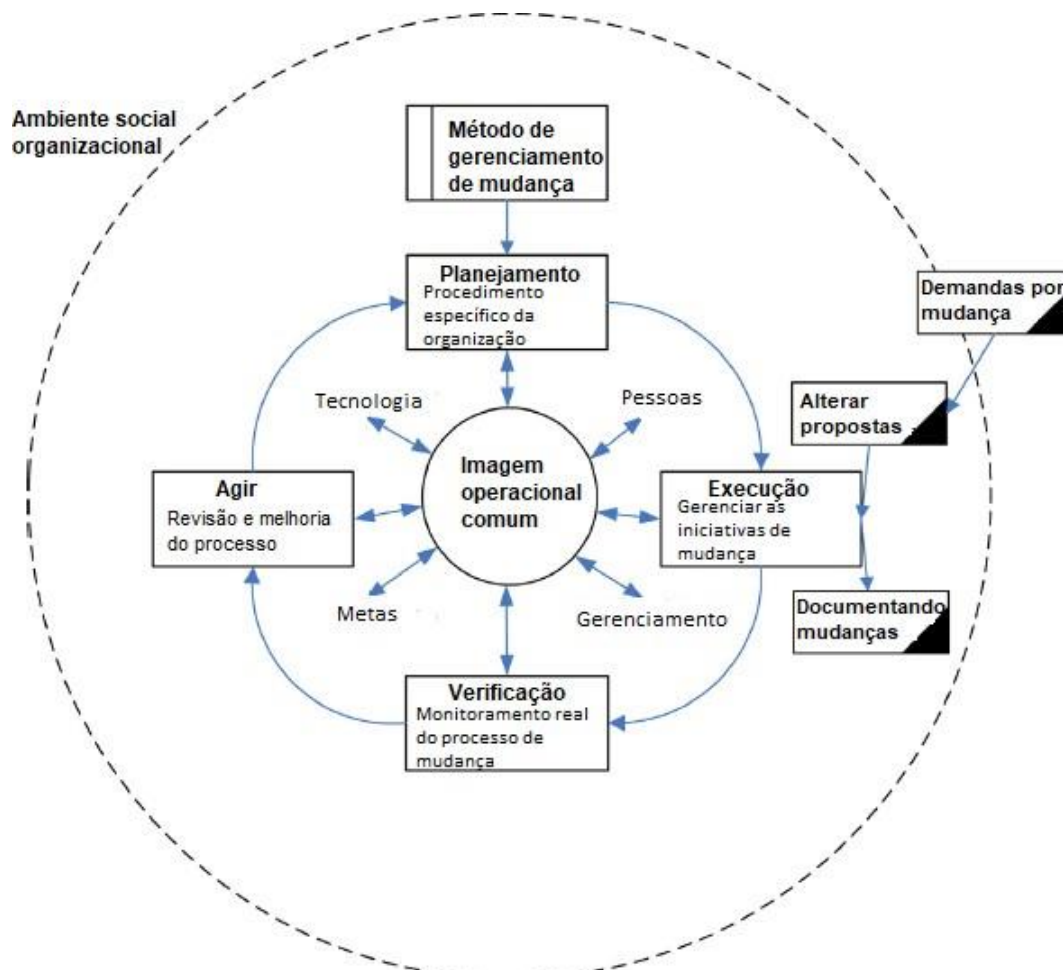 Ambiente social
organizacional
Método de
gerenciamento
de mudança
Planejamento
Procedimento
específico da
organização
Demandas por
mudança
Tecnologia
Pessoas
Alterar
propostas
Imagem
operacional
comum
Agir
Revisão e melhoria
do processo
Execução
Gerenciar as
iniciativas de
mudança
Metas
Gerenciamento
Documentando
mudanças
Verificação
Monitoramento real
do processo de
mudança